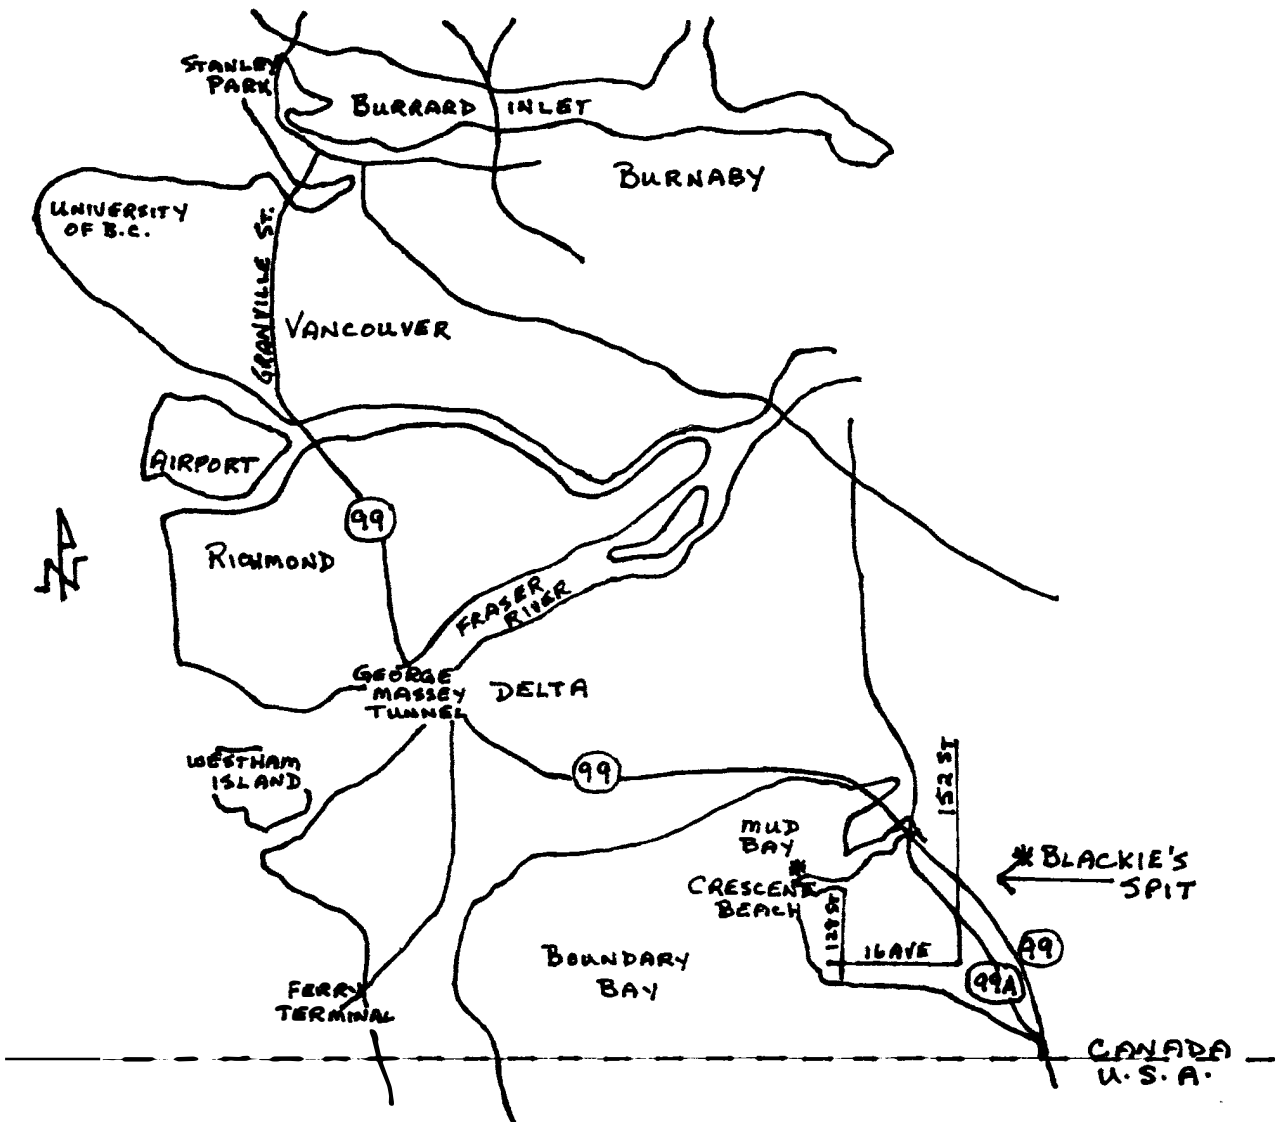 STANLEY
PARK
BURRARD INLET
BURNABY
UNIVERSITY
OF B.C.
GRANVILLE ST.
VANCOUVER
AIRPORT
99
RICHMOND
FRASER
RIVER
N
GEORGE
MASSEY
TUNNEL
DELTA
WESTHAM
ISLAND
99
152 ST
MUD
BAY
* BLACKIE'S
SPIT
*
CRESCENT
BEACH
128 ST
16 AVE
99
99A
BOUNDARY
BAY
FERRY
TERMINAL
CANADA
U.S.A.